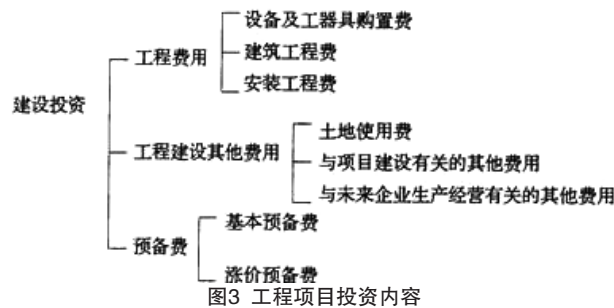 设备及工器具购置费
工程费用
建筑工程费
安装工程费
建设投资
土地使用费
工程建设其他费用
与项目建设有关的其他费用
与未来企业生产经营有关的其他费用
基本预备费
预备费
涨价预备费
图3 工程项目投资内容